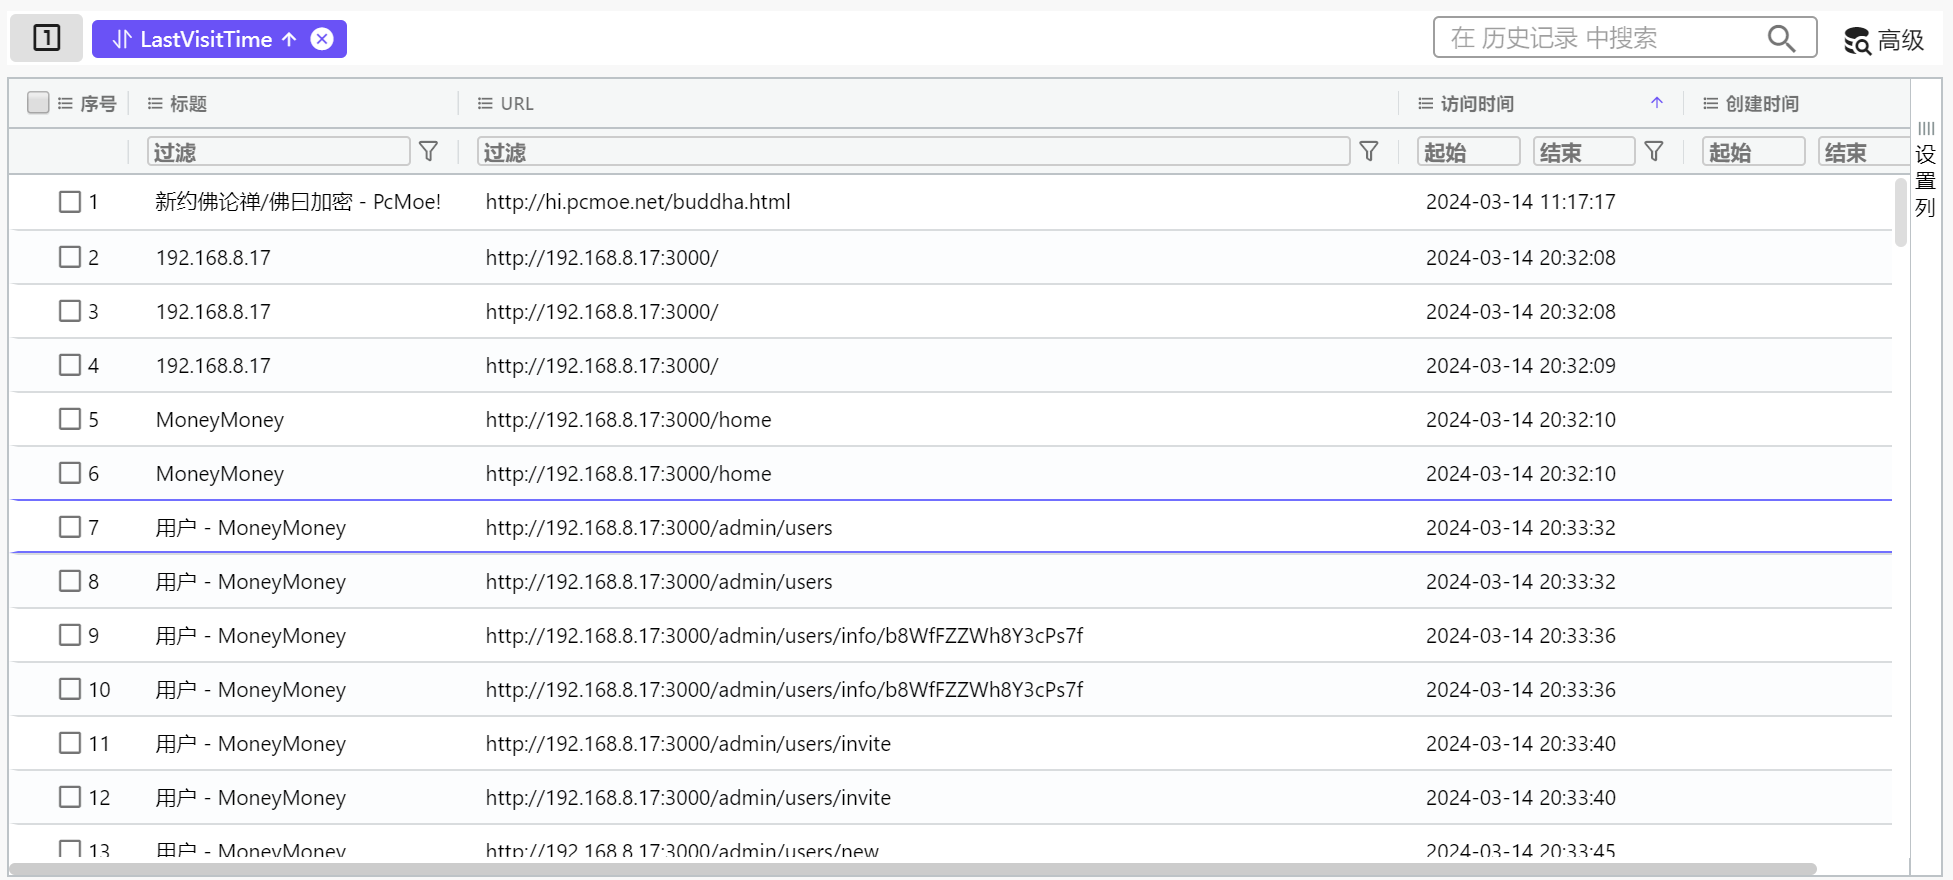 1 LastVisitTime 在 历史记录 中搜索 高级
序号 标题 URL 访问时间 创建时间
过滤 过滤 起始 结束 起始 结束
设置列
1 新约佛论禅/佛曰加密 - PcMoe! http://hi.pcmoe.net/buddha.html 2024-03-14 11:17:17
2 192.168.8.17 http://192.168.8.17:3000/ 2024-03-14 20:32:08
3 192.168.8.17 http://192.168.8.17:3000/ 2024-03-14 20:32:08
4 192.168.8.17 http://192.168.8.17:3000/ 2024-03-14 20:32:09
5 MoneyMoney http://192.168.8.17:3000/home 2024-03-14 20:32:10
6 MoneyMoney http://192.168.8.17:3000/home 2024-03-14 20:32:10
7 用户 - MoneyMoney http://192.168.8.17:3000/admin/users 2024-03-14 20:33:32
8 用户 - MoneyMoney http://192.168.8.17:3000/admin/users 2024-03-14 20:33:32
9 用户 - MoneyMoney http://192.168.8.17:3000/admin/users/info/b8WfFZZWh8Y3cPs7f 2024-03-14 20:33:36
10 用户 - MoneyMoney http://192.168.8.17:3000/admin/users/info/b8WfFZZWh8Y3cPs7f 2024-03-14 20:33:36
11 用户 - MoneyMoney http://192.168.8.17:3000/admin/users/invite 2024-03-14 20:33:40
12 用户 - MoneyMoney http://192.168.8.17:3000/admin/users/invite 2024-03-14 20:33:40
13 用户 - MoneyMoney http://192.168.8.17:3000/admin/users/new 2024-03-14 20:33:45